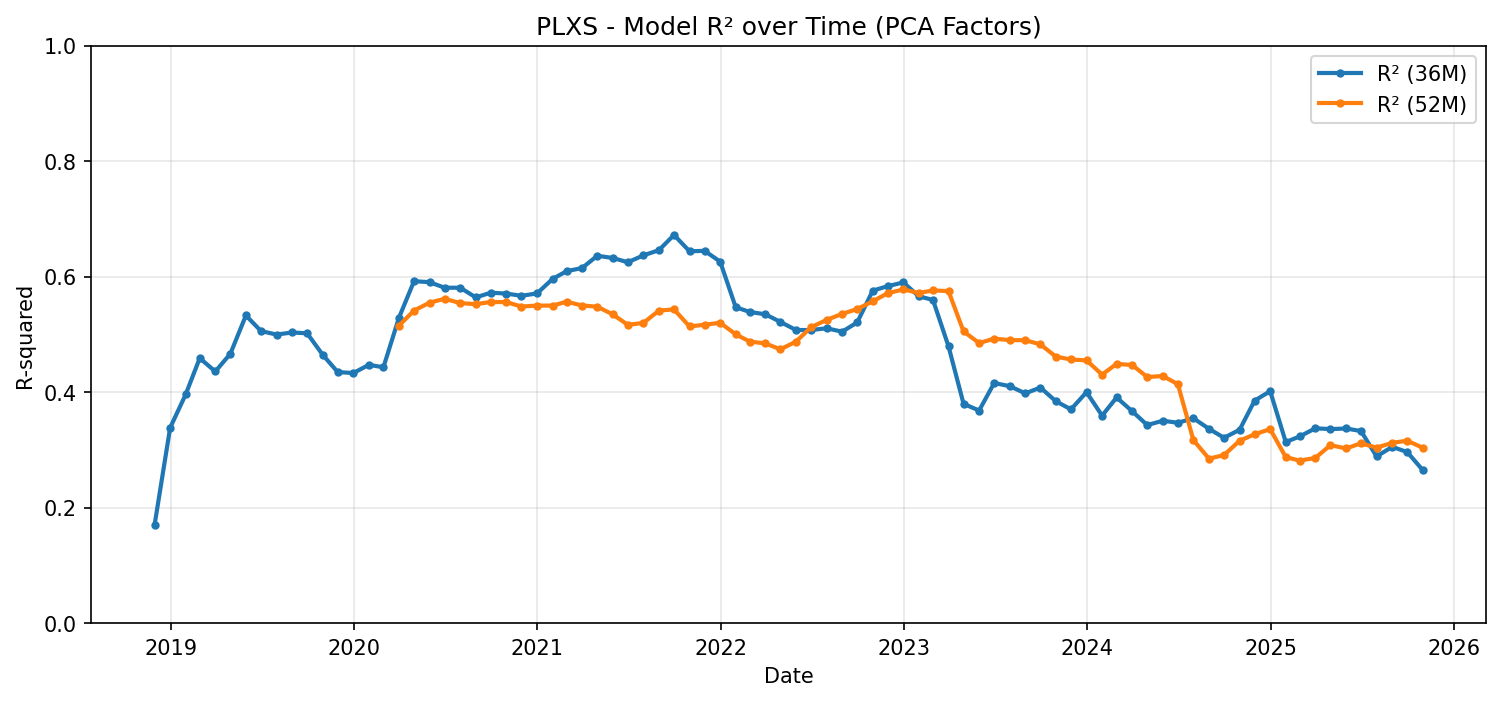 PLXS - Model R² over Time (PCA Factors)
1.0
0.8
0.6
0.4
0.2
0.0
R-squared
R² (36M)
R² (52M)
2019 2020 2021 2022 2023 2024 2025 2026
Date